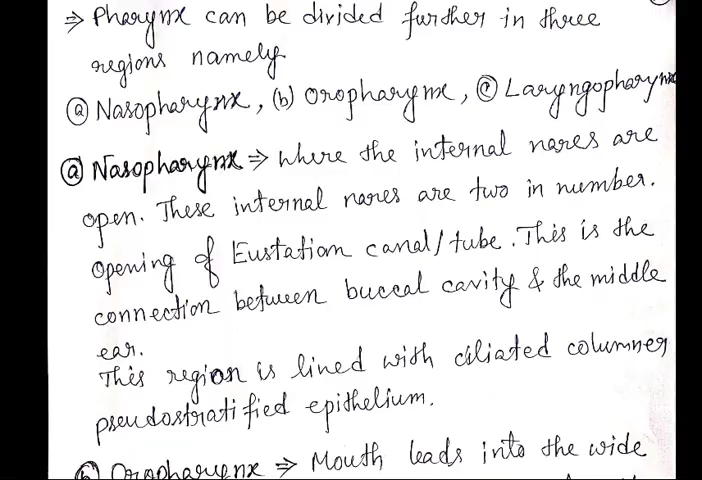 ⇒ Pharynx can be divided further in three
regions namely
ⓐ Nasopharynx, (b) Oropharynx, ⓒ Laryngopharynx
ⓐ Nasopharynx ⇒ Where the internal nares are
open. These internal nares are two in number.
Opening of Eustation canal/tube. This is the
connection between buccal cavity & the middle
ear.
This region is lined with ciliated columner
pseudostratified epithelium.
ⓑ Oropharynx ⇒ Mouth leads into the wide